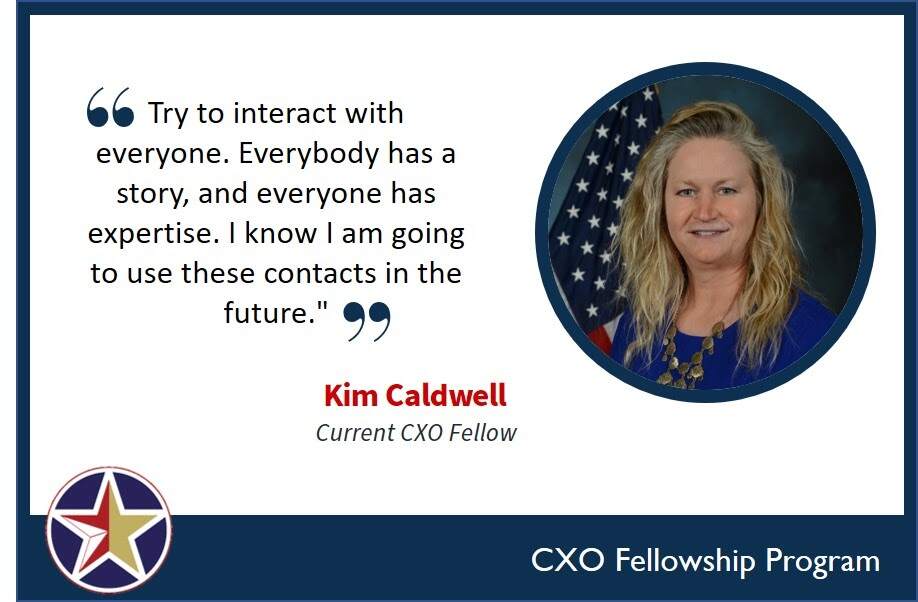 “ Try to interact with
everyone. Everybody has a
story, and everyone has
expertise. I know I am going
to use these contacts in the
future." ”
Kim Caldwell
Current CXO Fellow
CXO Fellowship Program